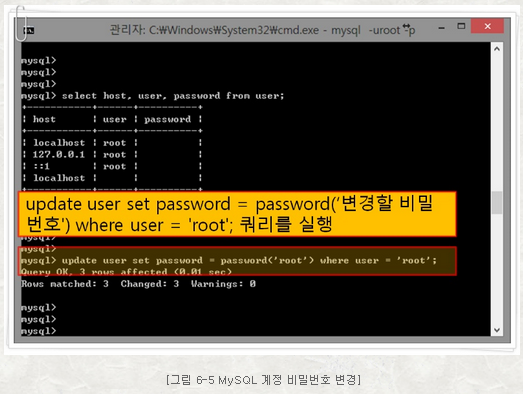 관리자: C:₩Windows₩System32₩cmd.exe - mysql -uroot -p
mysql>
mysql>
mysql>
mysql> select host, user, password from user;
+-----------+------+----------+
| host | user | password |
+-----------+------+----------+
| localhost | root | |
| 127.0.0.1 | root | |
| ::1 | root | |
| localhost | | |
update user set password = password('변경할 비밀
번호') where user = 'root'; 쿼리를 실행
mysql>
mysql> update user set password = password('root') where user = 'root';
Query OK, 3 rows affected (0.01 sec)
Rows matched: 3 Changed: 3 Warnings: 0
mysql>
mysql>
mysql>
[그림 6-5 MySQL 계정 비밀번호 변경]